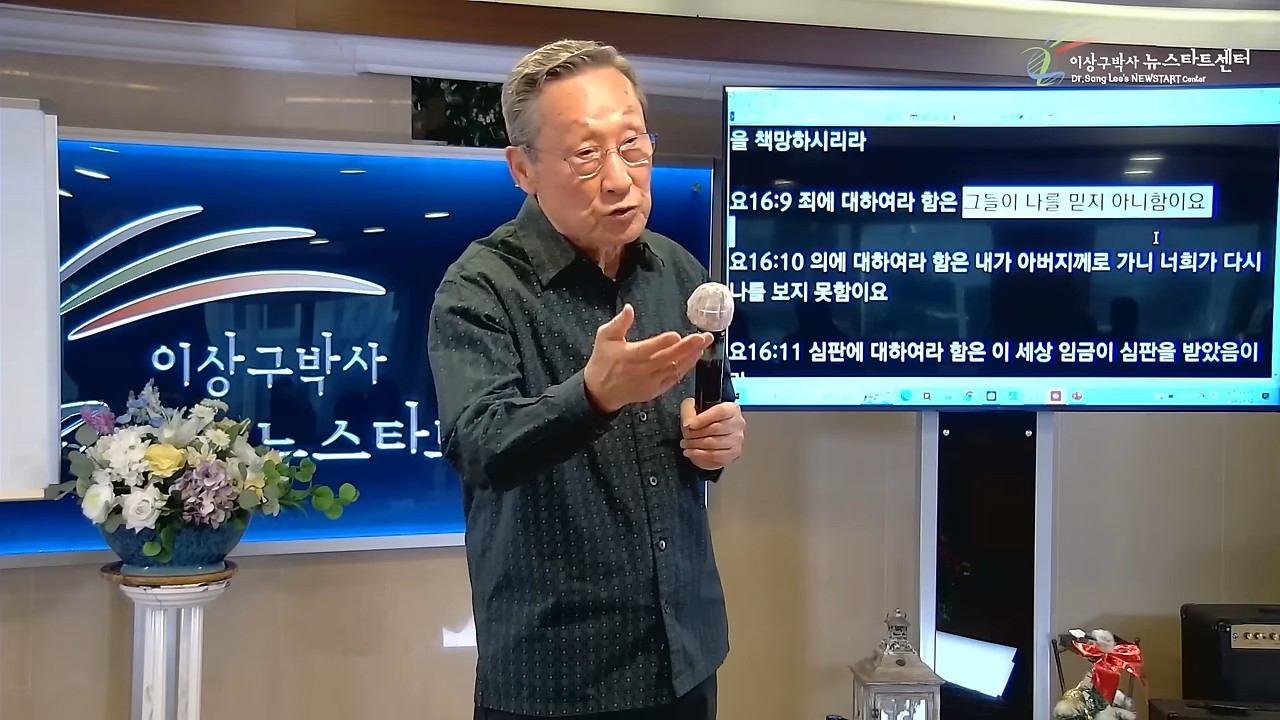 이상구박사 뉴스타트센터
Dr.Sang Lee's NEWSTART Center
을 책망하시리라
요16:9 죄에 대하여라 함은 그들이 나를 믿지 아니함이요
요16:10 의에 대하여라 함은 내가 아버지께로 가니 너희가 다시
나를 보지 못함이요
요16:11 심판에 대하여라 함은 이 세상 임금이 심판을 받았음이
이상구박사
뉴스타